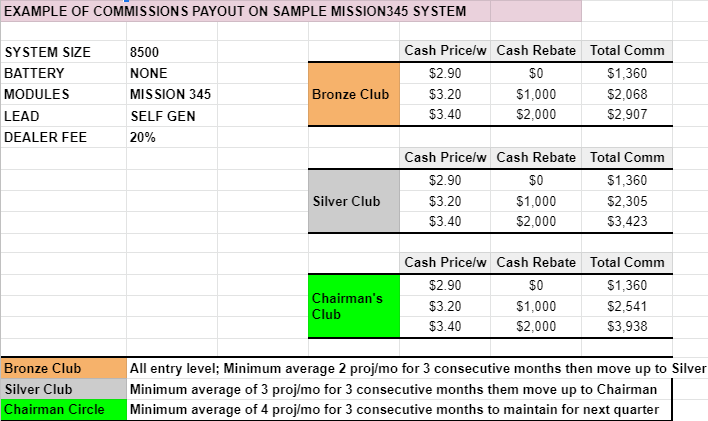 EXAMPLE OF COMMISSIONS PAYOUT ON SAMPLE MISSION345 SYSTEM
SYSTEM SIZE 8500
BATTERY NONE
MODULES MISSION 345
LEAD SELF GEN
DEALER FEE 20%
Cash Price/w Cash Rebate Total Comm
Bronze Club
$2.90 $0 $1,360
$3.20 $1,000 $2,068
$3.40 $2,000 $2,907
Cash Price/w Cash Rebate Total Comm
Silver Club
$2.90 $0 $1,360
$3.20 $1,000 $2,305
$3.40 $2,000 $3,423
Cash Price/w Cash Rebate Total Comm
Chairman's
Club
$2.90 $0 $1,360
$3.20 $1,000 $2,541
$3.40 $2,000 $3,938
Bronze Club All entry level; Minimum average 2 proj/mo for 3 consecutive months then move up to Silver
Silver Club Minimum average of 3 proj/mo for 3 consecutive months them move up to Chairman
Chairman Circle Minimum average of 4 proj/mo for 3 consecutive months to maintain for next quarter